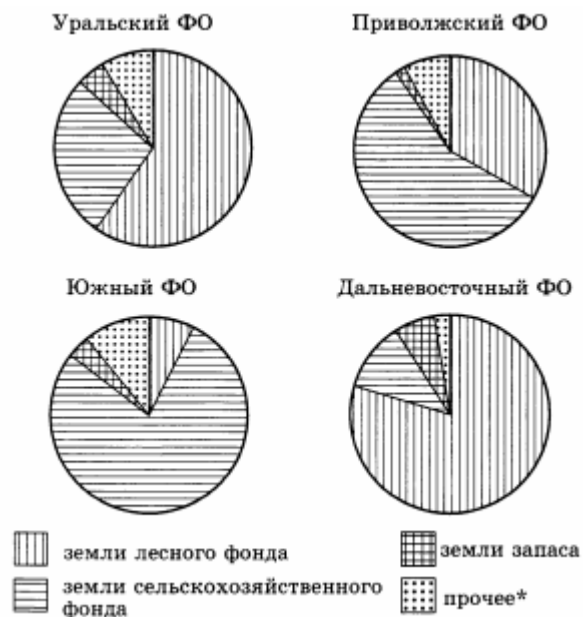 Уральский ФО
Приволжский ФО
Южный ФО
Дальневосточный ФО
земли лесного фонда
земли запаса
земли сельскохозяйственного
фонда
прочее*